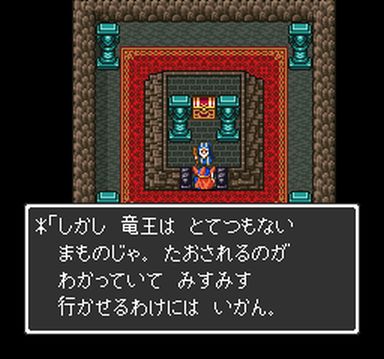 *「しかし 竜王は とてつもない
まものじゃ。たおされるのが
わかっていて みすみす
行かせるわけには いかん。